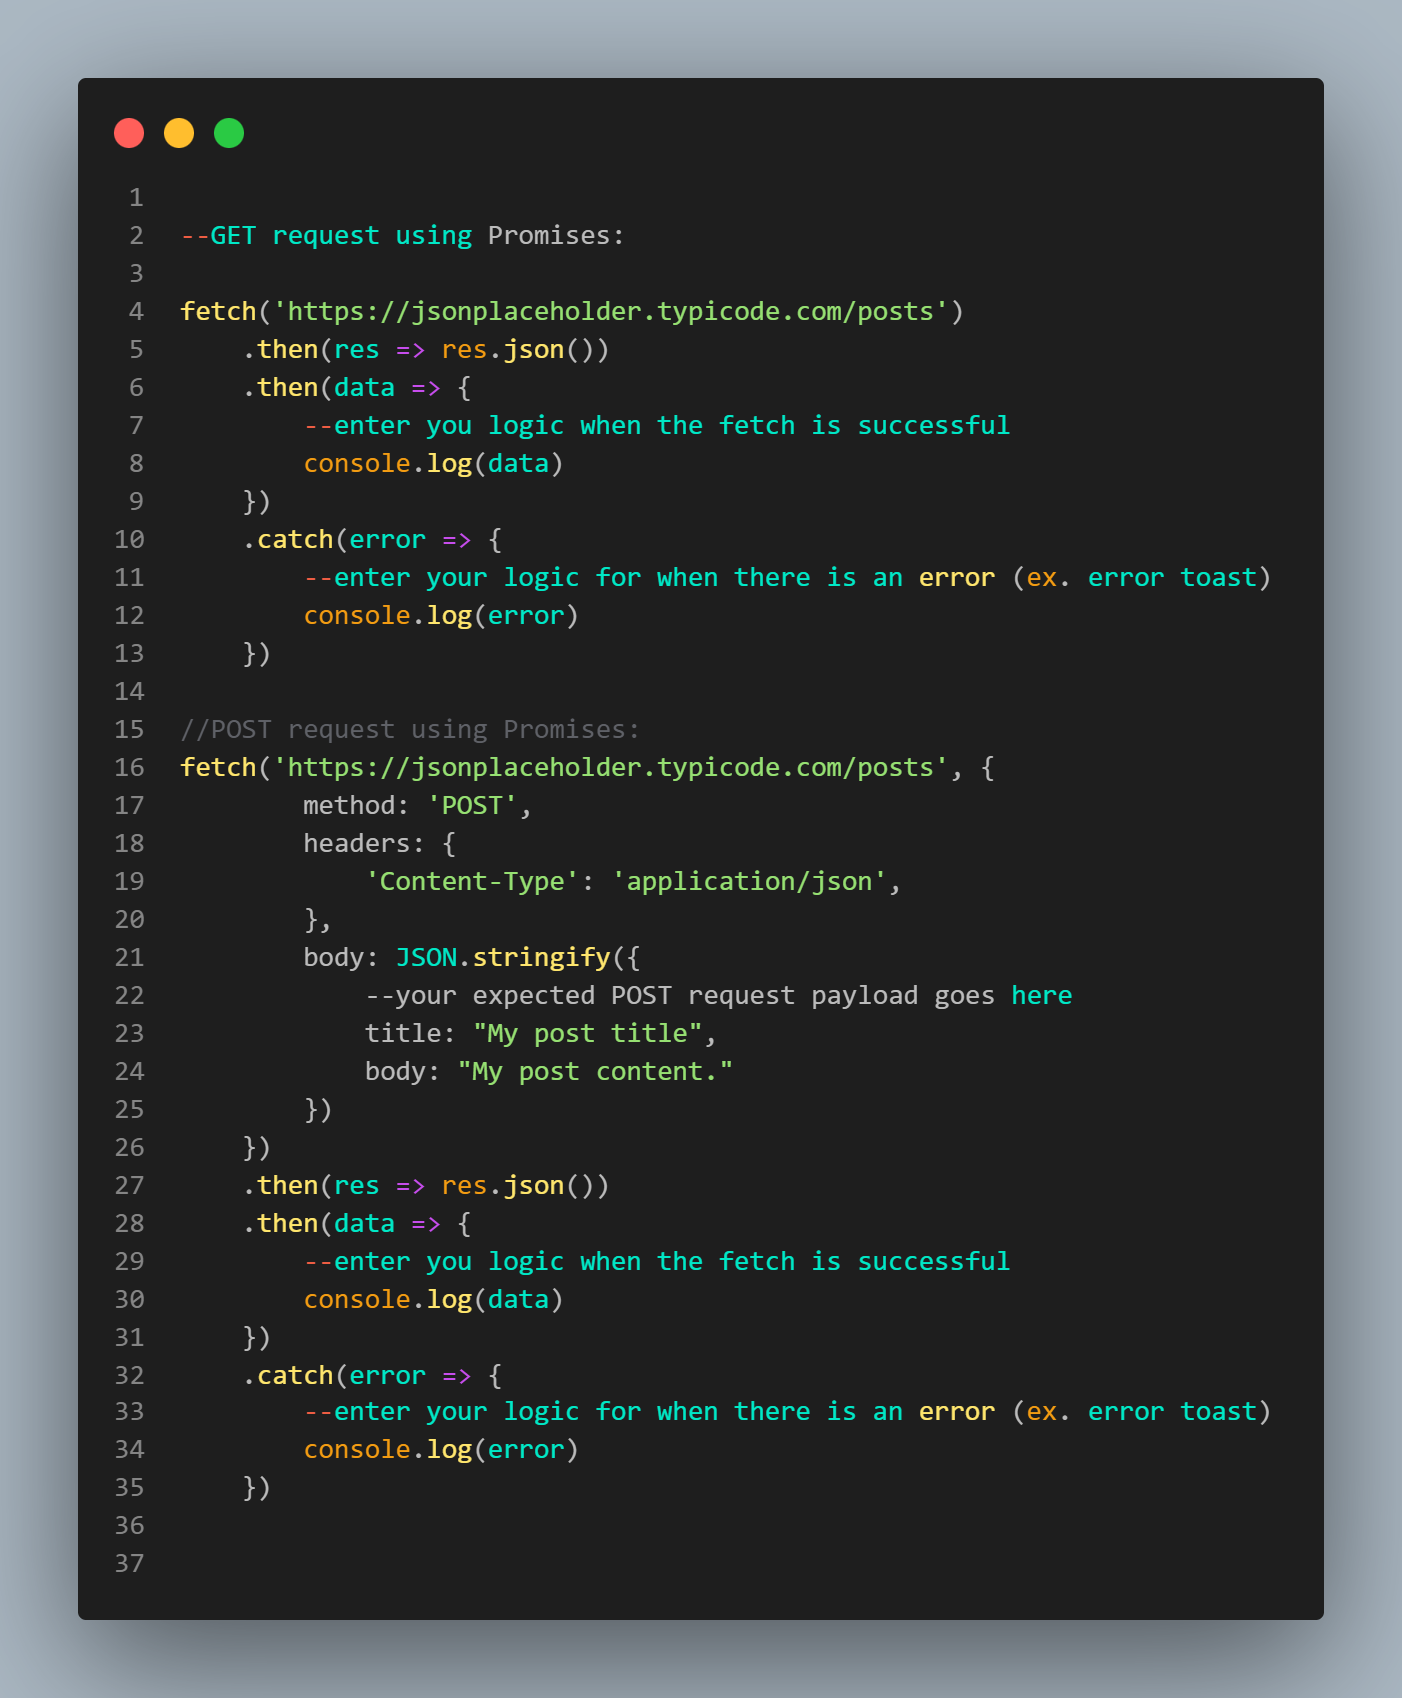 1
2 --GET request using Promises:
3
4 fetch('https://jsonplaceholder.typicode.com/posts')
5     .then(res => res.json())
6     .then(data => {
7         --enter you logic when the fetch is successful
8         console.log(data)
9     })
10     .catch(error => {
11         --enter your logic for when there is an error (ex. error toast)
12         console.log(error)
13     })
14
15 //POST request using Promises:
16 fetch('https://jsonplaceholder.typicode.com/posts', {
17         method: 'POST',
18         headers: {
19             'Content-Type': 'application/json',
20         },
21         body: JSON.stringify({
22             --your expected POST request payload goes here
23             title: "My post title",
24             body: "My post content."
25         })
26     })
27     .then(res => res.json())
28     .then(data => {
29         --enter you logic when the fetch is successful
30         console.log(data)
31     })
32     .catch(error => {
33         --enter your logic for when there is an error (ex. error toast)
34         console.log(error)
35     })
36
37